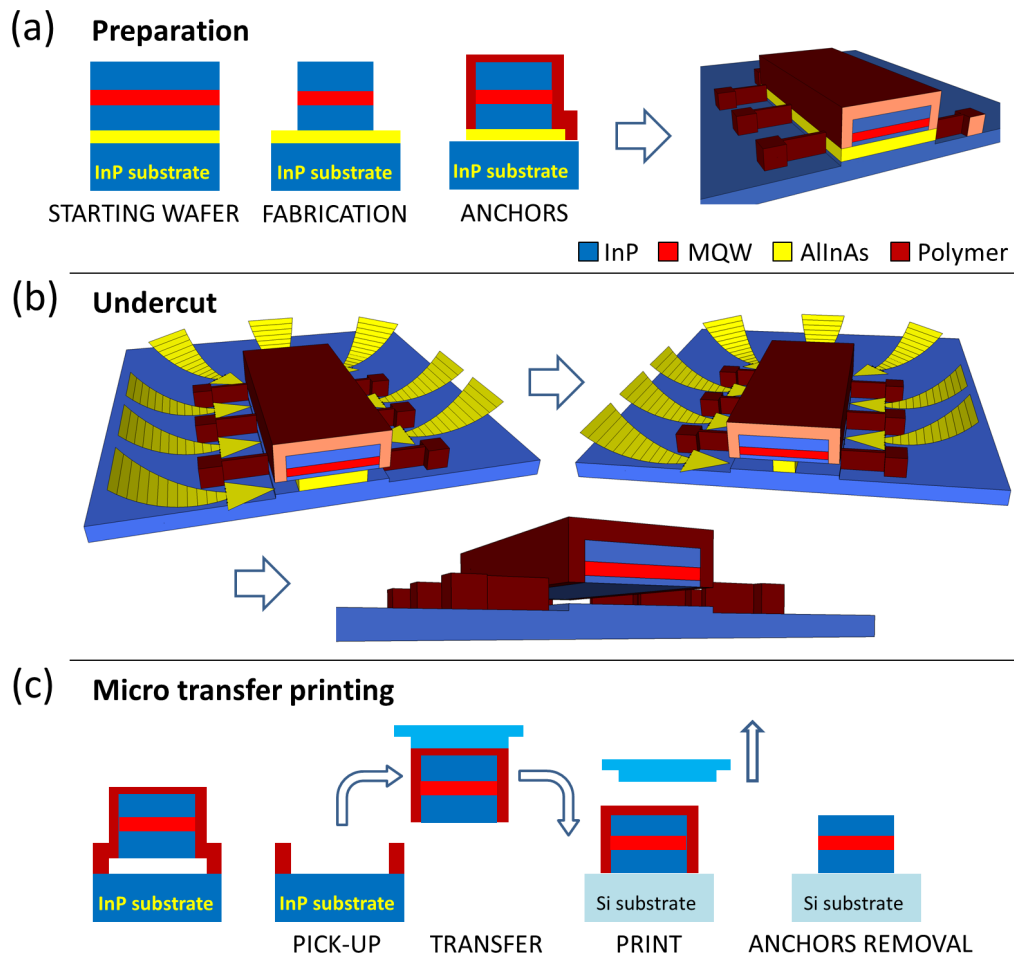 (a) Preparation
InP substrate InP substrate InP substrate
STARTING WAFER FABRICATION ANCHORS
InP MQW AlInAs Polymer
(b) Undercut
(c) Micro transfer printing
InP substrate InP substrate Si substrate Si substrate
PICK-UP TRANSFER PRINT ANCHORS REMOVAL